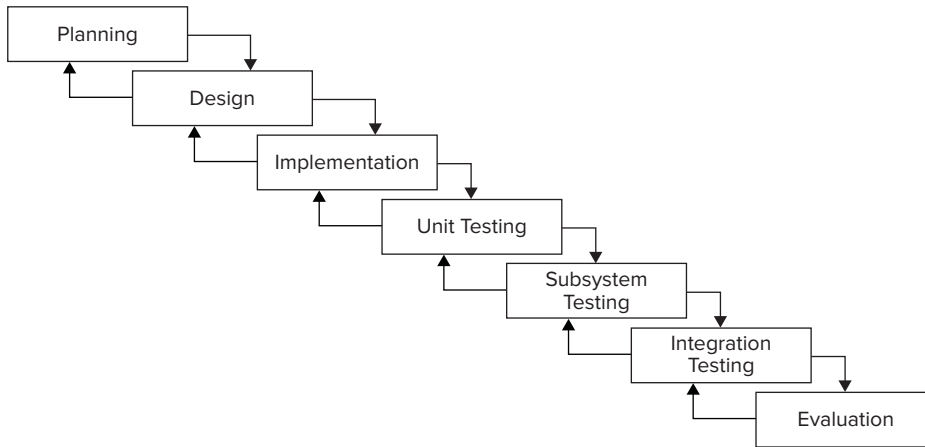 Planning
Design
Implementation
Unit Testing
Subsystem
Testing
Integration
Testing
Evaluation